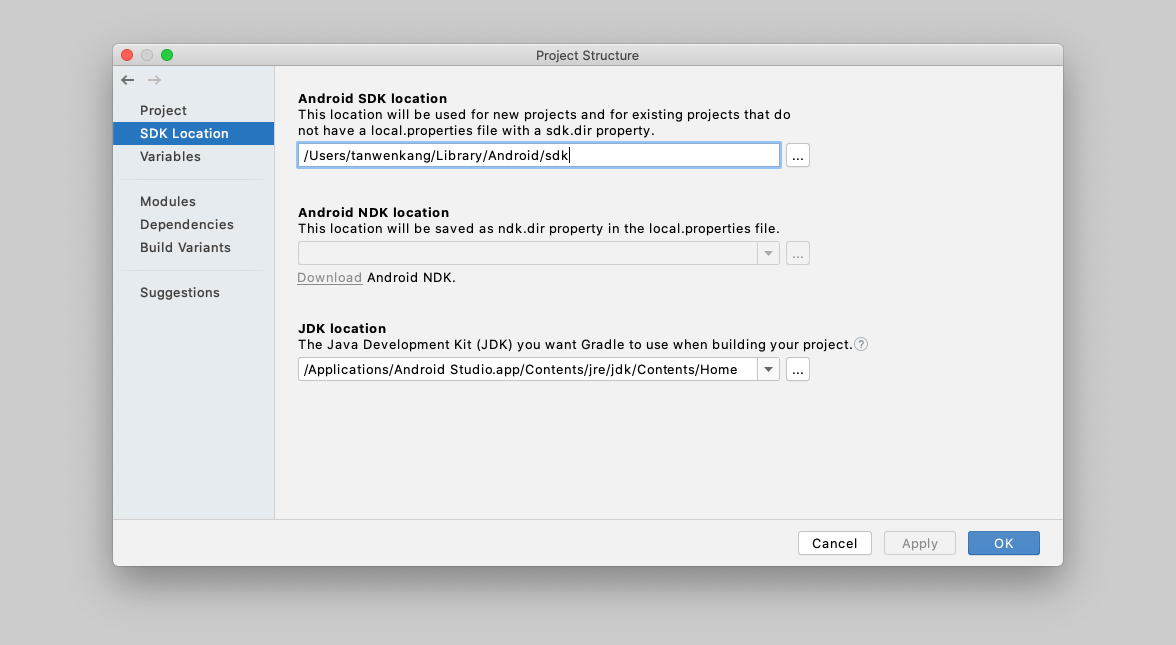 Project Structure
Project
SDK Location
Variables
Modules
Dependencies
Build Variants
Suggestions
Android SDK location
This location will be used for new projects and for existing projects that do
not have a local.properties file with a sdk.dir property.
/Users/tanwenkang/Library/Android/sdk
...
Android NDK location
This location will be saved as ndk.dir property in the local.properties file.
...
Download Android NDK.
JDK location
The Java Development Kit (JDK) you want Gradle to use when building your project. ?
/Applications/Android Studio.app/Contents/jre/jdk/Contents/Home
...
Cancel
Apply
OK